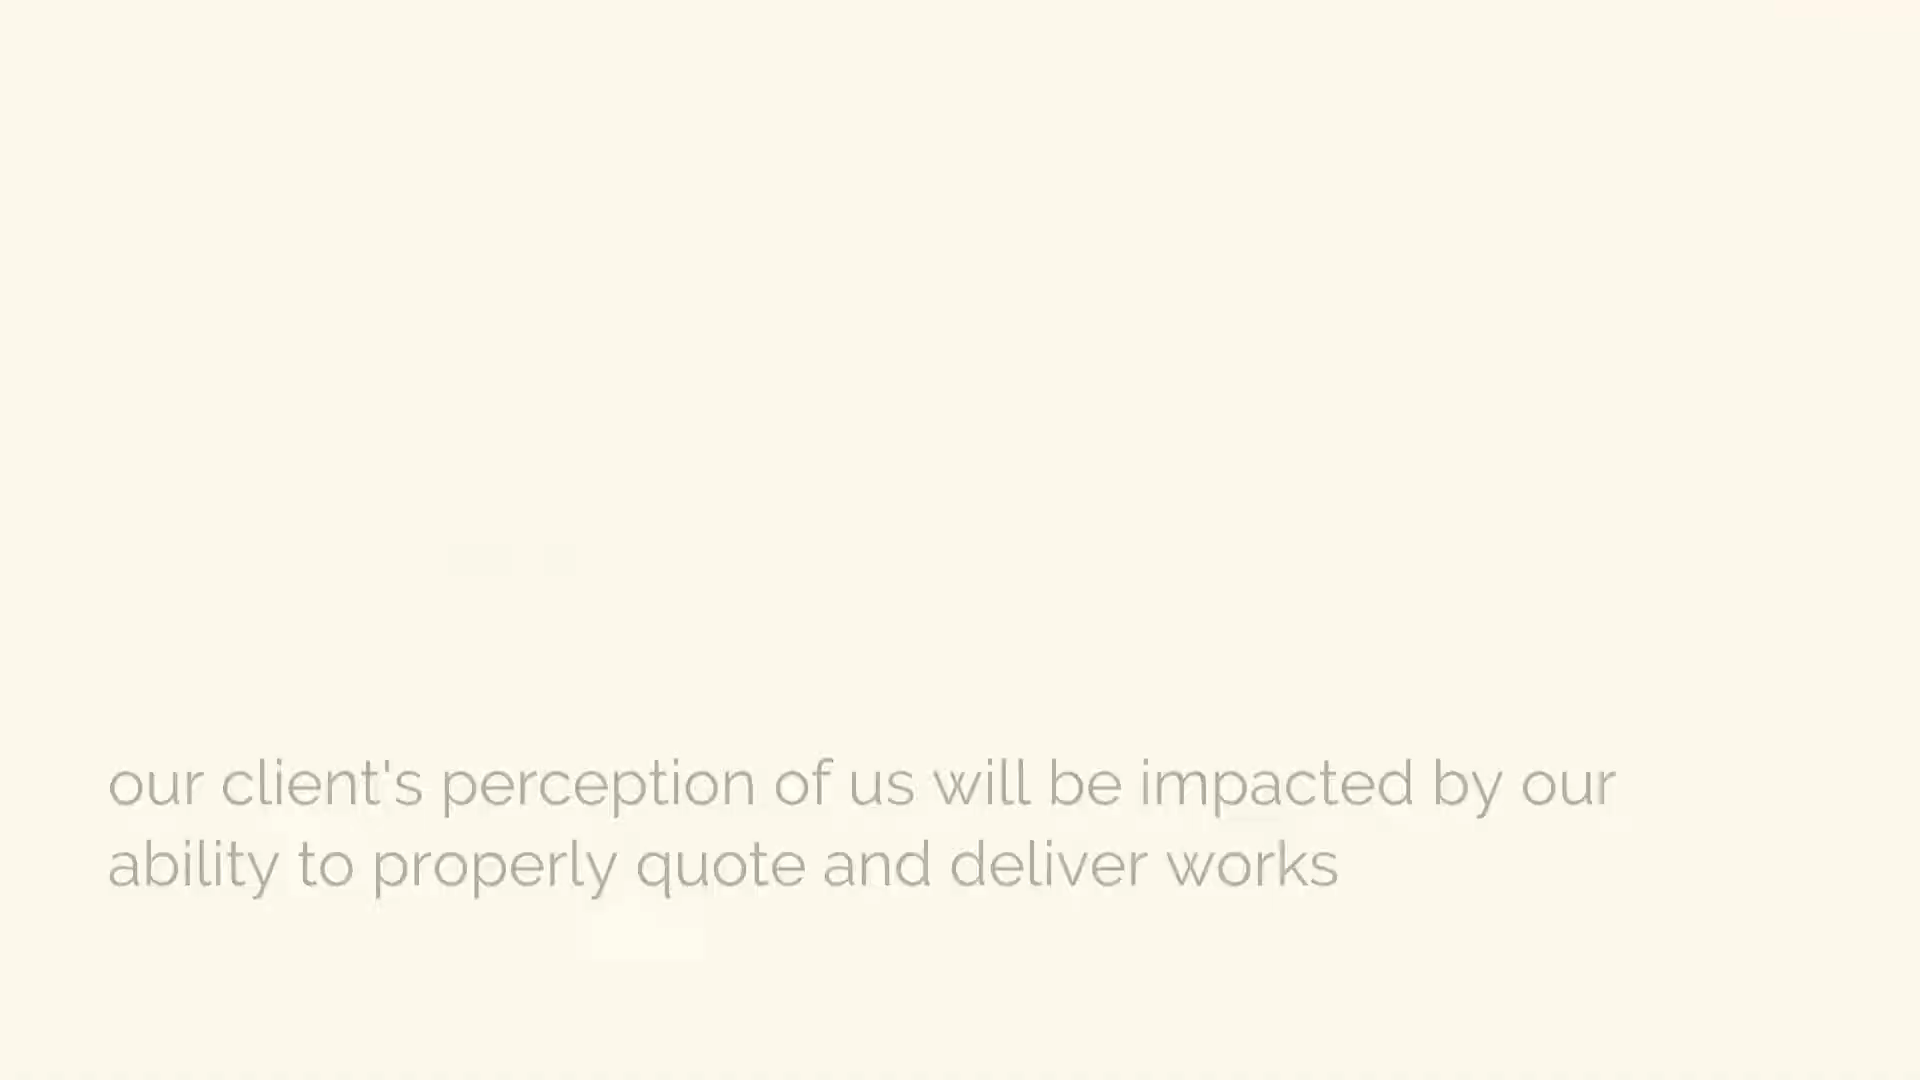 our client's perception of us will be impacted by our
ability to properly quote and deliver works